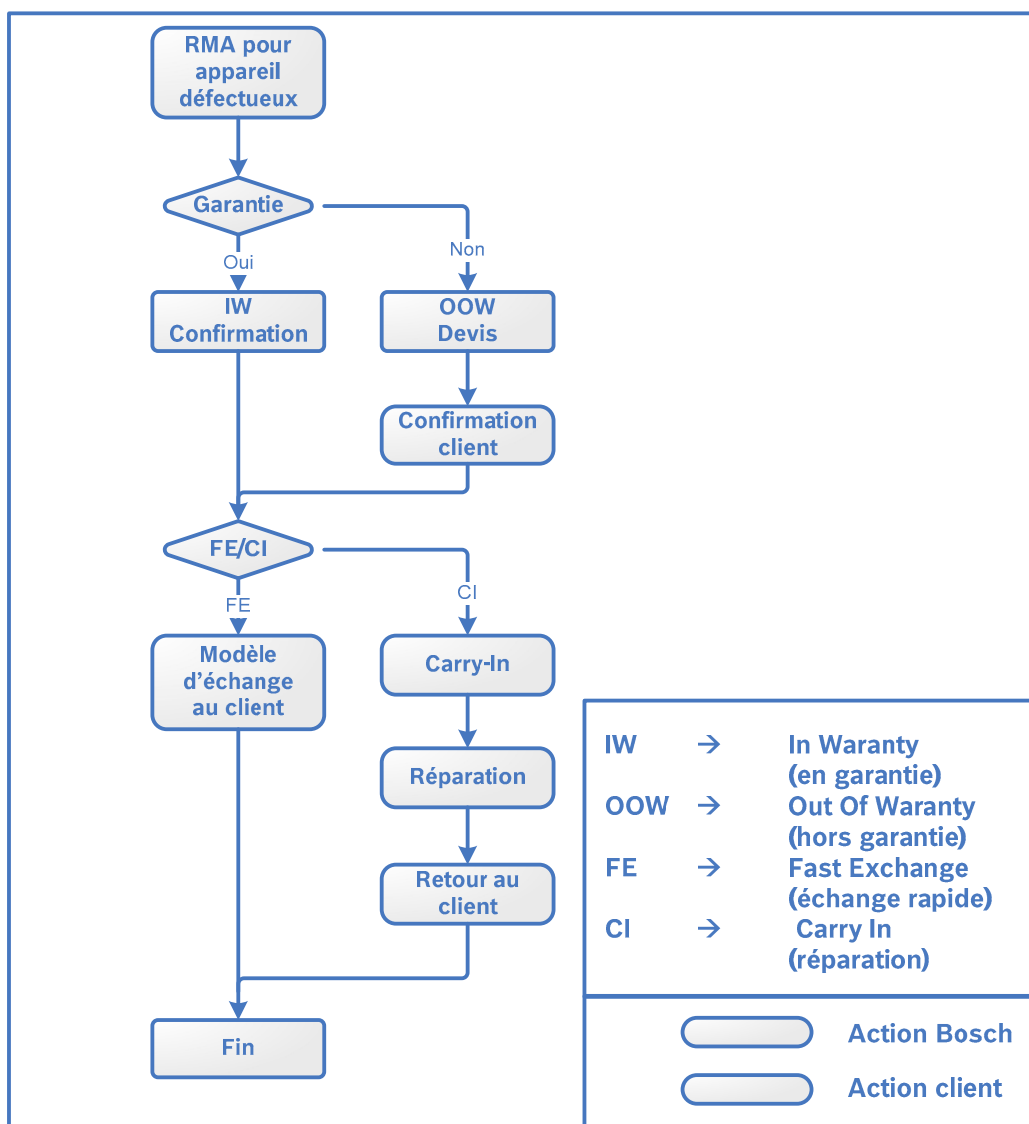 RMA pour
appareil
défectueux
Garantie
Oui
Non
IW
Confirmation
OOW
Devis
Confirmation
client
FE/CI
FE
CI
Modèle
d'échange
au client
Carry-In
Réparation
Retour au
client
Fin
IW → In Waranty
(en garantie)
OOW → Out Of Waranty
(hors garantie)
FE → Fast Exchange
(échange rapide)
CI → Carry In
(réparation)
Action Bosch
Action client